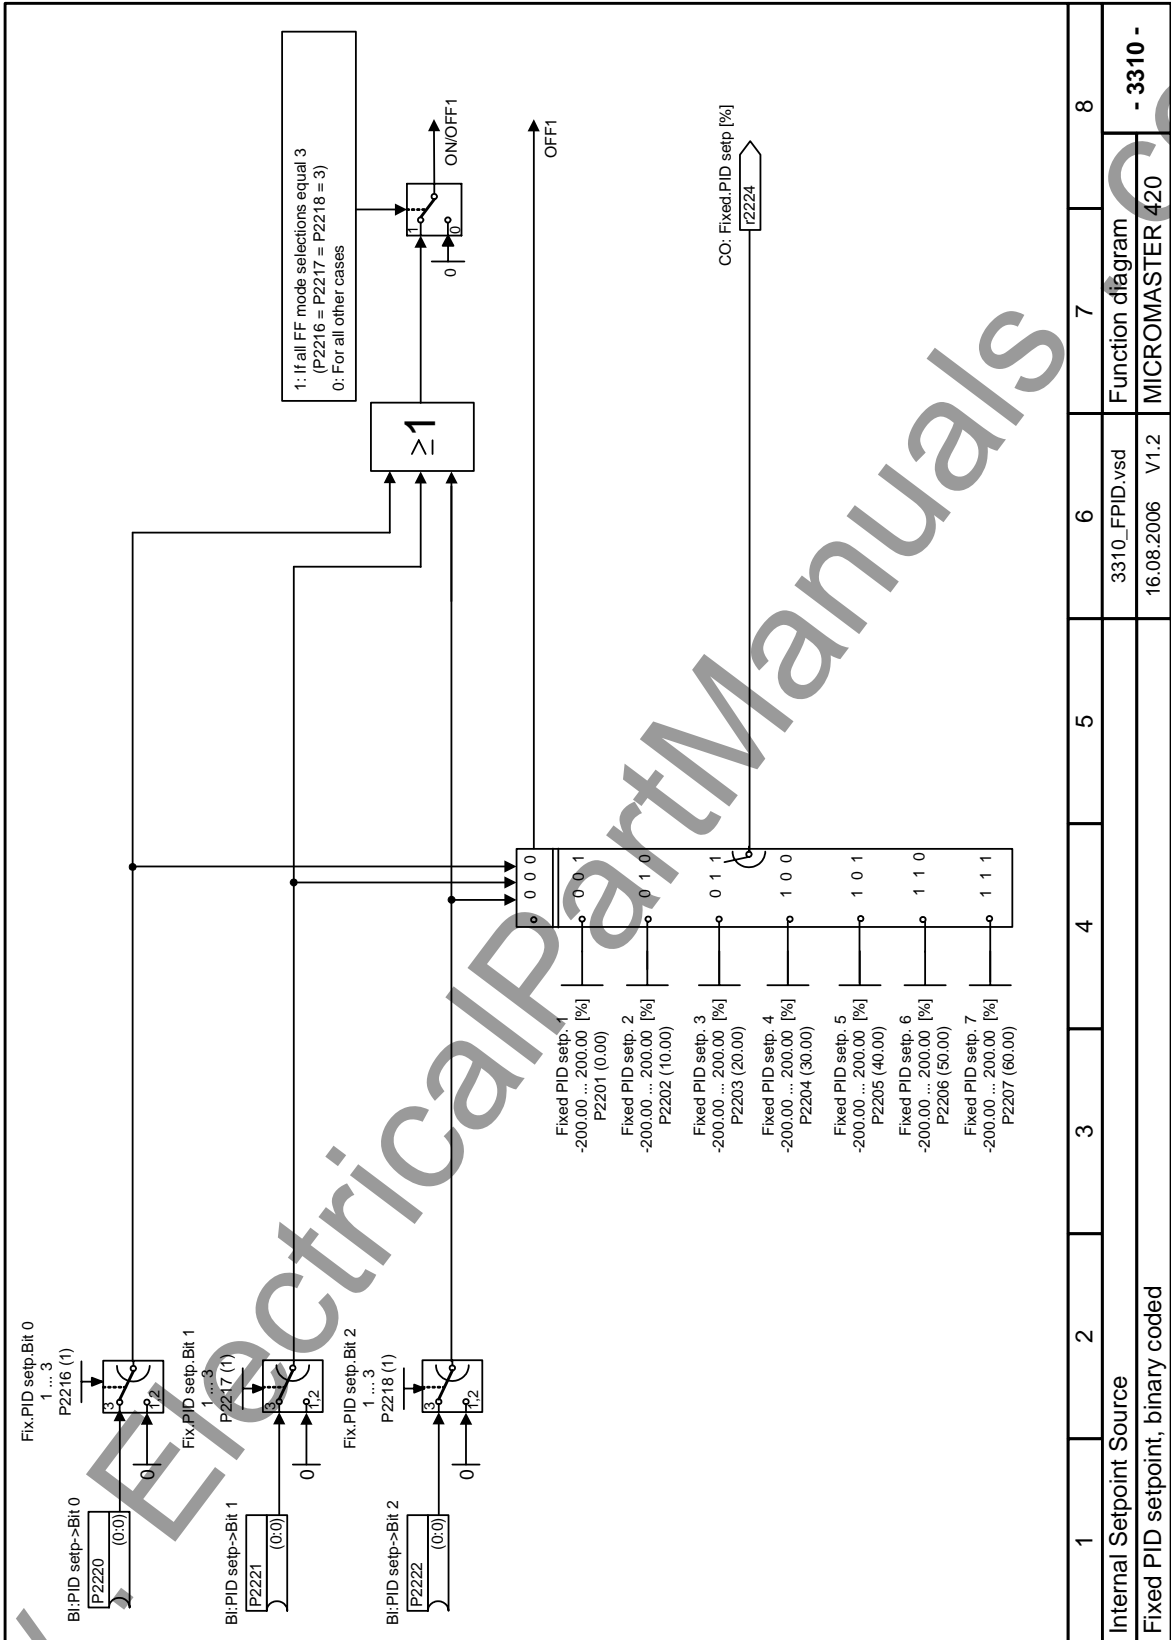 BI:PID setp->Bit 0
P2220
(0:0)
Fix.PID setp.Bit 0
1 ... 3
P2216 (1)
3
1,2
0
BI:PID setp->Bit 1
P2221
(0:0)
Fix.PID setp.Bit 1
1 ... 3
P2217 (1)
3
1,2
0
BI:PID setp->Bit 2
P2222
(0:0)
Fix.PID setp.Bit 2
1 ... 3
P2218 (1)
3
1,2
0
≥1
1: If all FF mode selections equal 3
(P2216 = P2217 = P2218 = 3)
0: For all other cases
1
0
0
ON/OFF1
OFF1
0 0 0
0 0 1
0 1 0
0 1 1
1 0 0
1 0 1
1 1 0
1 1 1
Fixed PID setp. 1
-200.00 ... 200.00 [%]
P2201 (0.00)
Fixed PID setp. 2
-200.00 ... 200.00 [%]
P2202 (10.00)
Fixed PID setp. 3
-200.00 ... 200.00 [%]
P2203 (20.00)
Fixed PID setp. 4
-200.00 ... 200.00 [%]
P2204 (30.00)
Fixed PID setp. 5
-200.00 ... 200.00 [%]
P2205 (40.00)
Fixed PID setp. 6
-200.00 ... 200.00 [%]
P2206 (50.00)
Fixed PID setp. 7
-200.00 ... 200.00 [%]
P2207 (60.00)
CO: Fixed.PID setp [%]
r2224
1 2 3 4 5 6 7 8
Internal Setpoint Source
3310_FPID.vsd
Function diagram
- 3310 -
Fixed PID setpoint, binary coded
16.08.2006 V1.2
MICROMASTER 420
. ElectricalPartManuals . c